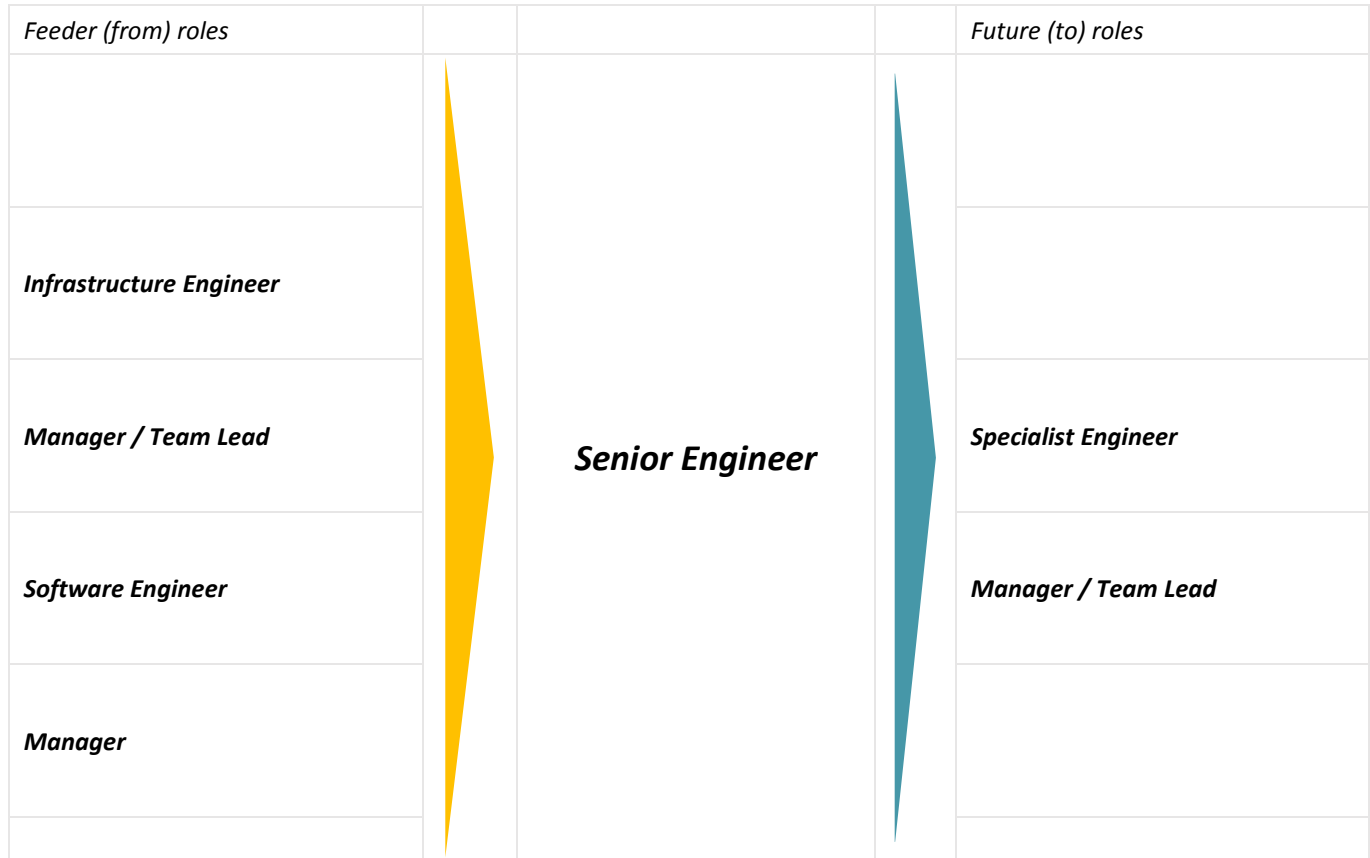 Feeder (from) roles
Future (to) roles
Infrastructure Engineer
Manager / Team Lead
Senior Engineer
Specialist Engineer
Software Engineer
Manager / Team Lead
Manager